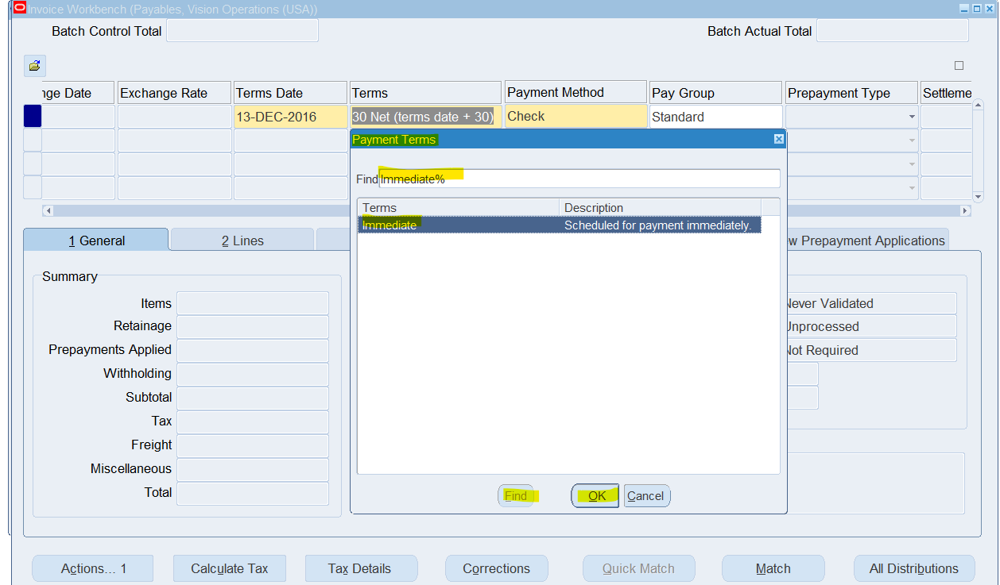 Invoice Workbench (Payables, Vision Operations (USA))
Batch Control Total
Batch Actual Total
nge Date Exchange Rate Terms Date Terms Payment Method Pay Group Prepayment Type Settleme
13-DEC-2016 30 Net (terms date + 30) Check Standard
Payment Terms
Find Immediate%
Terms Description
Immediate Scheduled for payment immediately.
Find OK Cancel
1 General 2 Lines w Prepayment Applications
Summary
Items
Retainage
Prepayments Applied
Withholding
Subtotal
Tax
Freight
Miscellaneous
Total
Never Validated
Unprocessed
Not Required
Actions... 1 Calculate Tax Tax Details Corrections Quick Match Match All Distributions